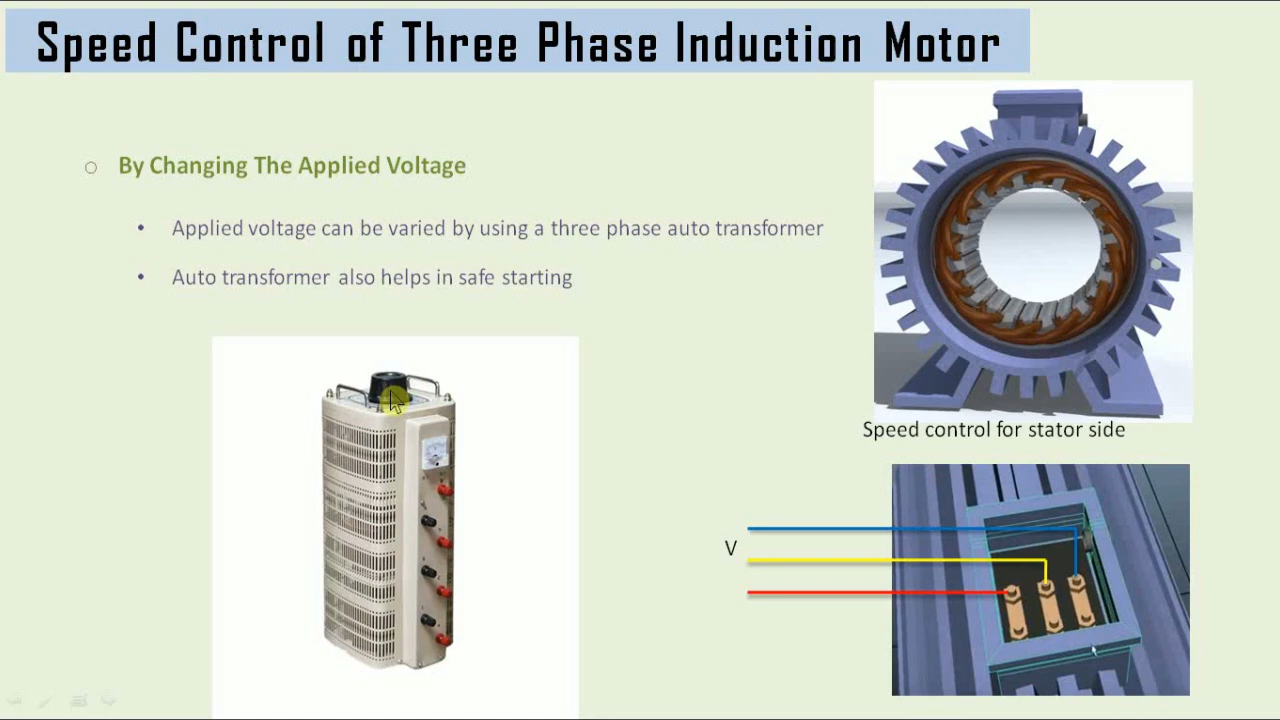 Speed Control of Three Phase Induction Motor
By Changing The Applied Voltage
Applied voltage can be varied by using a three phase auto transformer
Auto transformer also helps in safe starting
Speed control for stator side
V